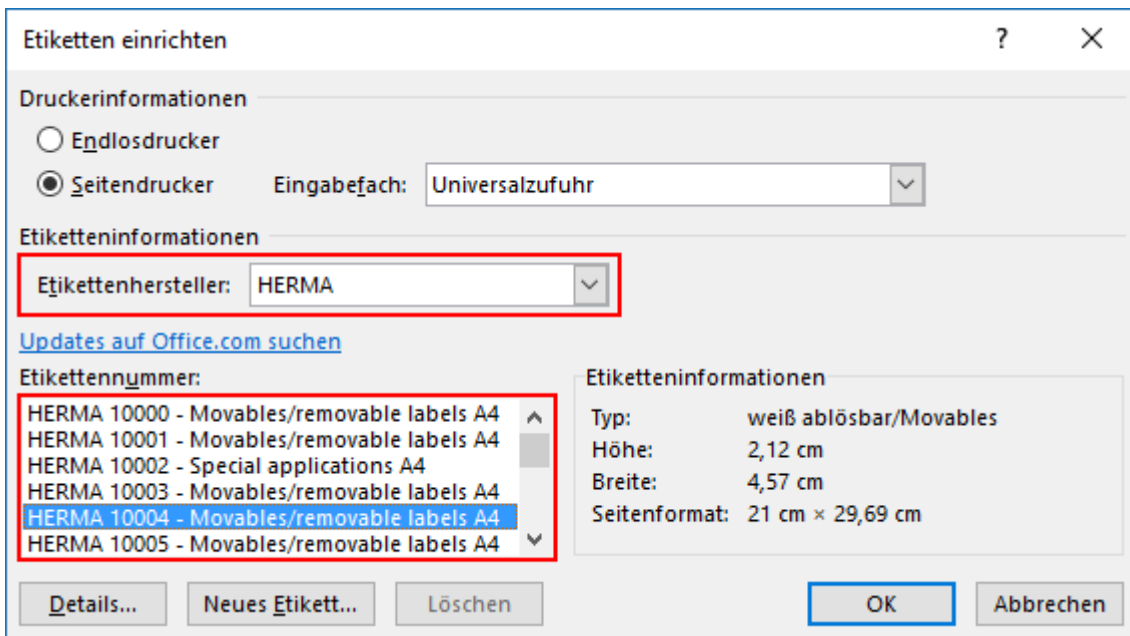 Etiketten einrichten ?
Druckerinformationen
Endlosdrucker
Seitendrucker Eingabefach: Universalzufuhr
Etiketteninformationen
Etikettenhersteller: HERMA
Updates auf Office.com suchen
Etikettennummer:
HERMA 10000 - Movables/removable labels A4
HERMA 10001 - Movables/removable labels A4
HERMA 10002 - Special applications A4
HERMA 10003 - Movables/removable labels A4
HERMA 10004 - Movables/removable labels A4
HERMA 10005 - Movables/removable labels A4
Etiketteninformationen
Typ: weiß ablösbar/Movables
Höhe: 2,12 cm
Breite: 4,57 cm
Seitenformat: 21 cm × 29,69 cm
Details... Neues Etikett... Löschen OK Abbrechen